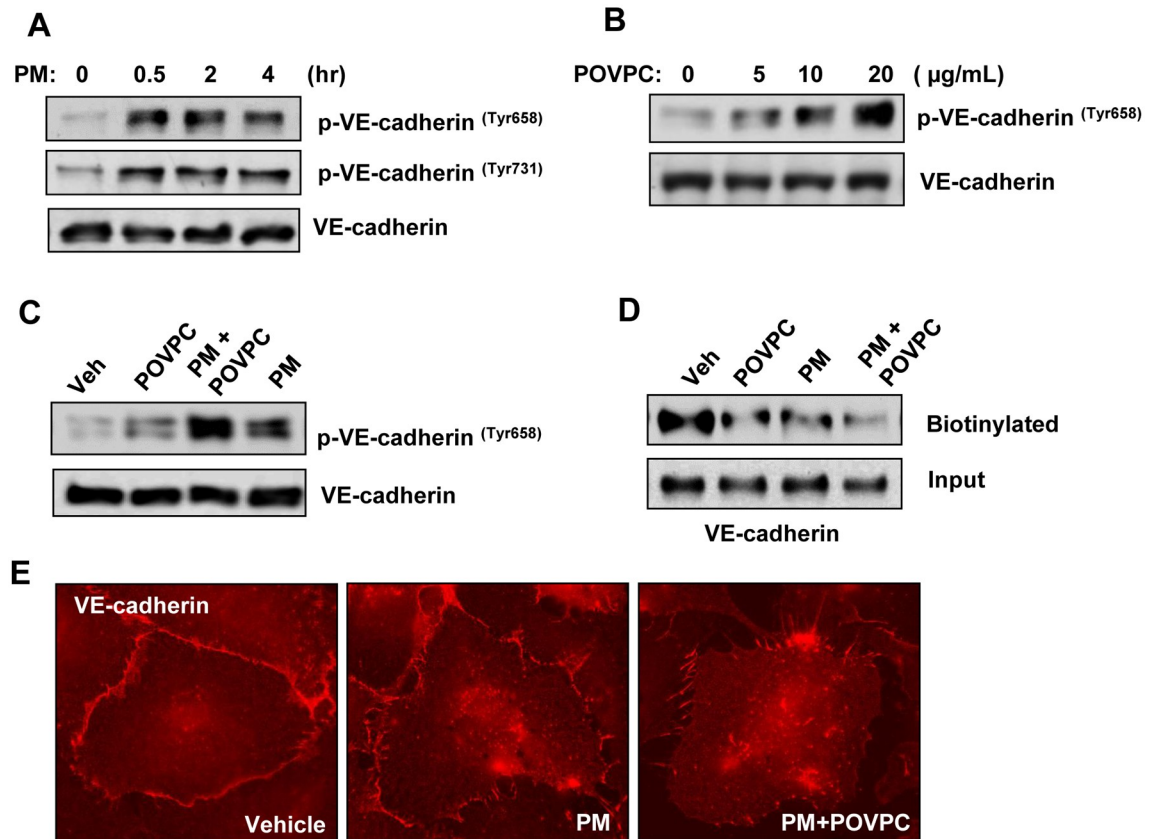 A
PM: 0 0.5 2 4 (hr)
p-VE-cadherin (Tyr658)
p-VE-cadherin (Tyr731)
VE-cadherin
B
POVPC: 0 5 10 20 ( µg/mL)
p-VE-cadherin (Tyr658)
VE-cadherin
C
Veh
POVPC
PM +
POVPC
PM
p-VE-cadherin (Tyr658)
VE-cadherin
D
Veh
POVPC
PM
PM +
POVPC
Biotinylated
Input
VE-cadherin
E
VE-cadherin
Vehicle
PM
PM+POVPC